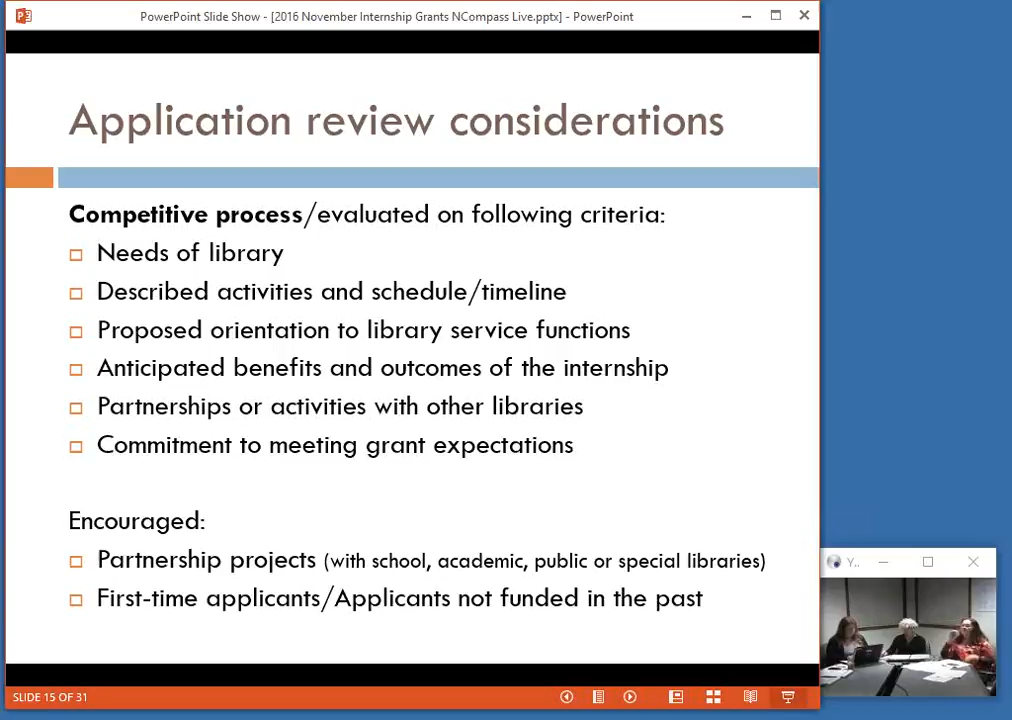 PowerPoint Slide Show - [2016 November Internship Grants NCompass Live.pptx] - PowerPoint
Application review considerations
Competitive process/evaluated on following criteria:
Needs of library
Described activities and schedule/timeline
Proposed orientation to library service functions
Anticipated benefits and outcomes of the internship
Partnerships or activities with other libraries
Commitment to meeting grant expectations
Encouraged:
Partnership projects (with school, academic, public or special libraries)
First-time applicants/Applicants not funded in the past
Y..
SLIDE 15 OF 31